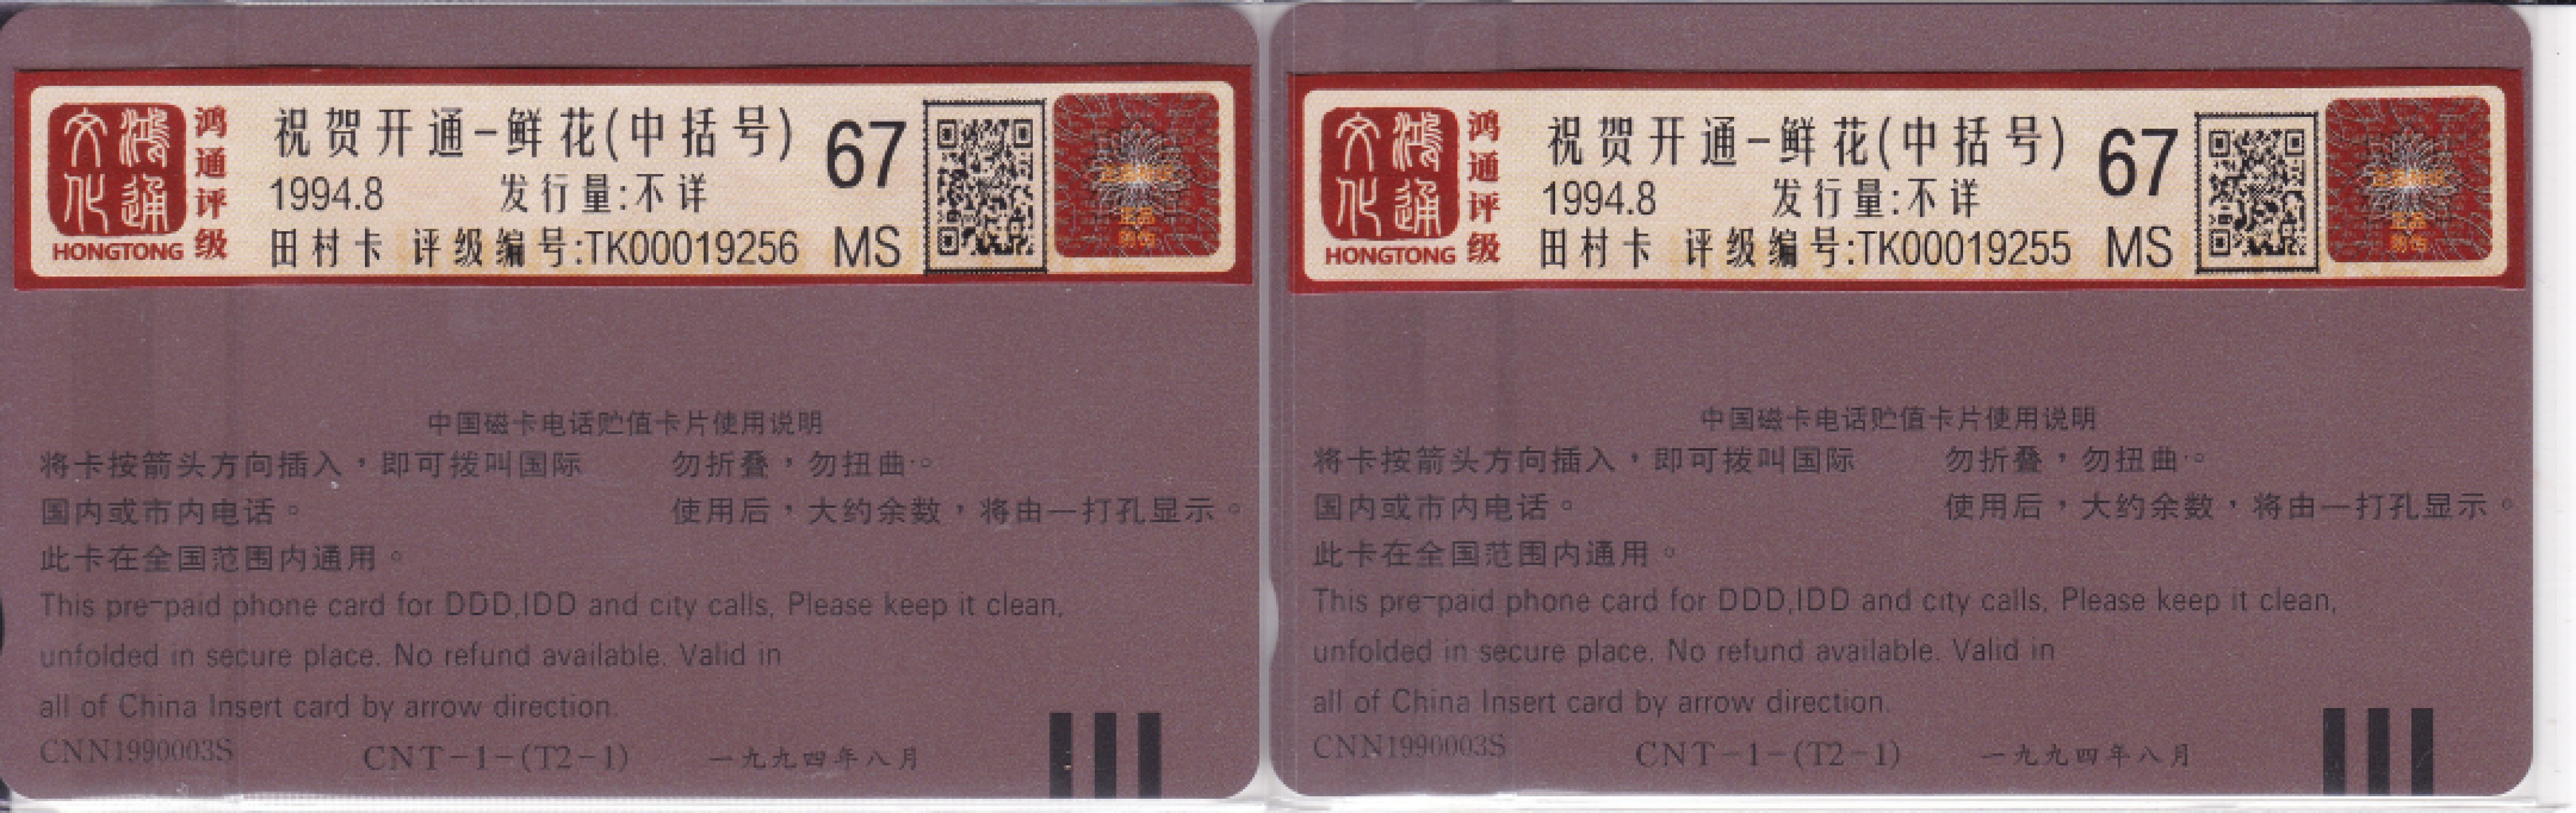 鸿通文化
HONGTONG
鸿通评级
祝贺开通-鲜花(中括号)
1994.8 发行量:不详
田村卡 评级编号:TK00019256
67
MS
中国磁卡电话贮值卡片使用说明
将卡按箭头方向插入，即可拨叫国际 勿折叠，勿扭曲。
国内或市内电话。 使用后，大约余数，将由一打孔显示。
此卡在全国范围内通用。
This pre-paid phone card for DDD,IDD and city calls, Please keep it clean,
unfolded in secure place. No refund available. Valid in
all of China Insert card by arrow direction.
CNN1990003S CNT-1-(T2-1) 一九九四年八月
鸿通文化
HONGTONG
鸿通评级
祝贺开通-鲜花(中括号)
1994.8 发行量:不详
田村卡 评级编号:TK00019255
67
MS
中国磁卡电话贮值卡片使用说明
将卡按箭头方向插入，即可拨叫国际 勿折叠，勿扭曲。
国内或市内电话。 使用后，大约余数，将由一打孔显示。
此卡在全国范围内通用。
This pre-paid phone card for DDD,IDD and city calls, Please keep it clean,
unfolded in secure place. No refund available. Valid in
all of China Insert card by arrow direction.
CNN1990003S CNT-1-(T2-1) 一九九四年八月